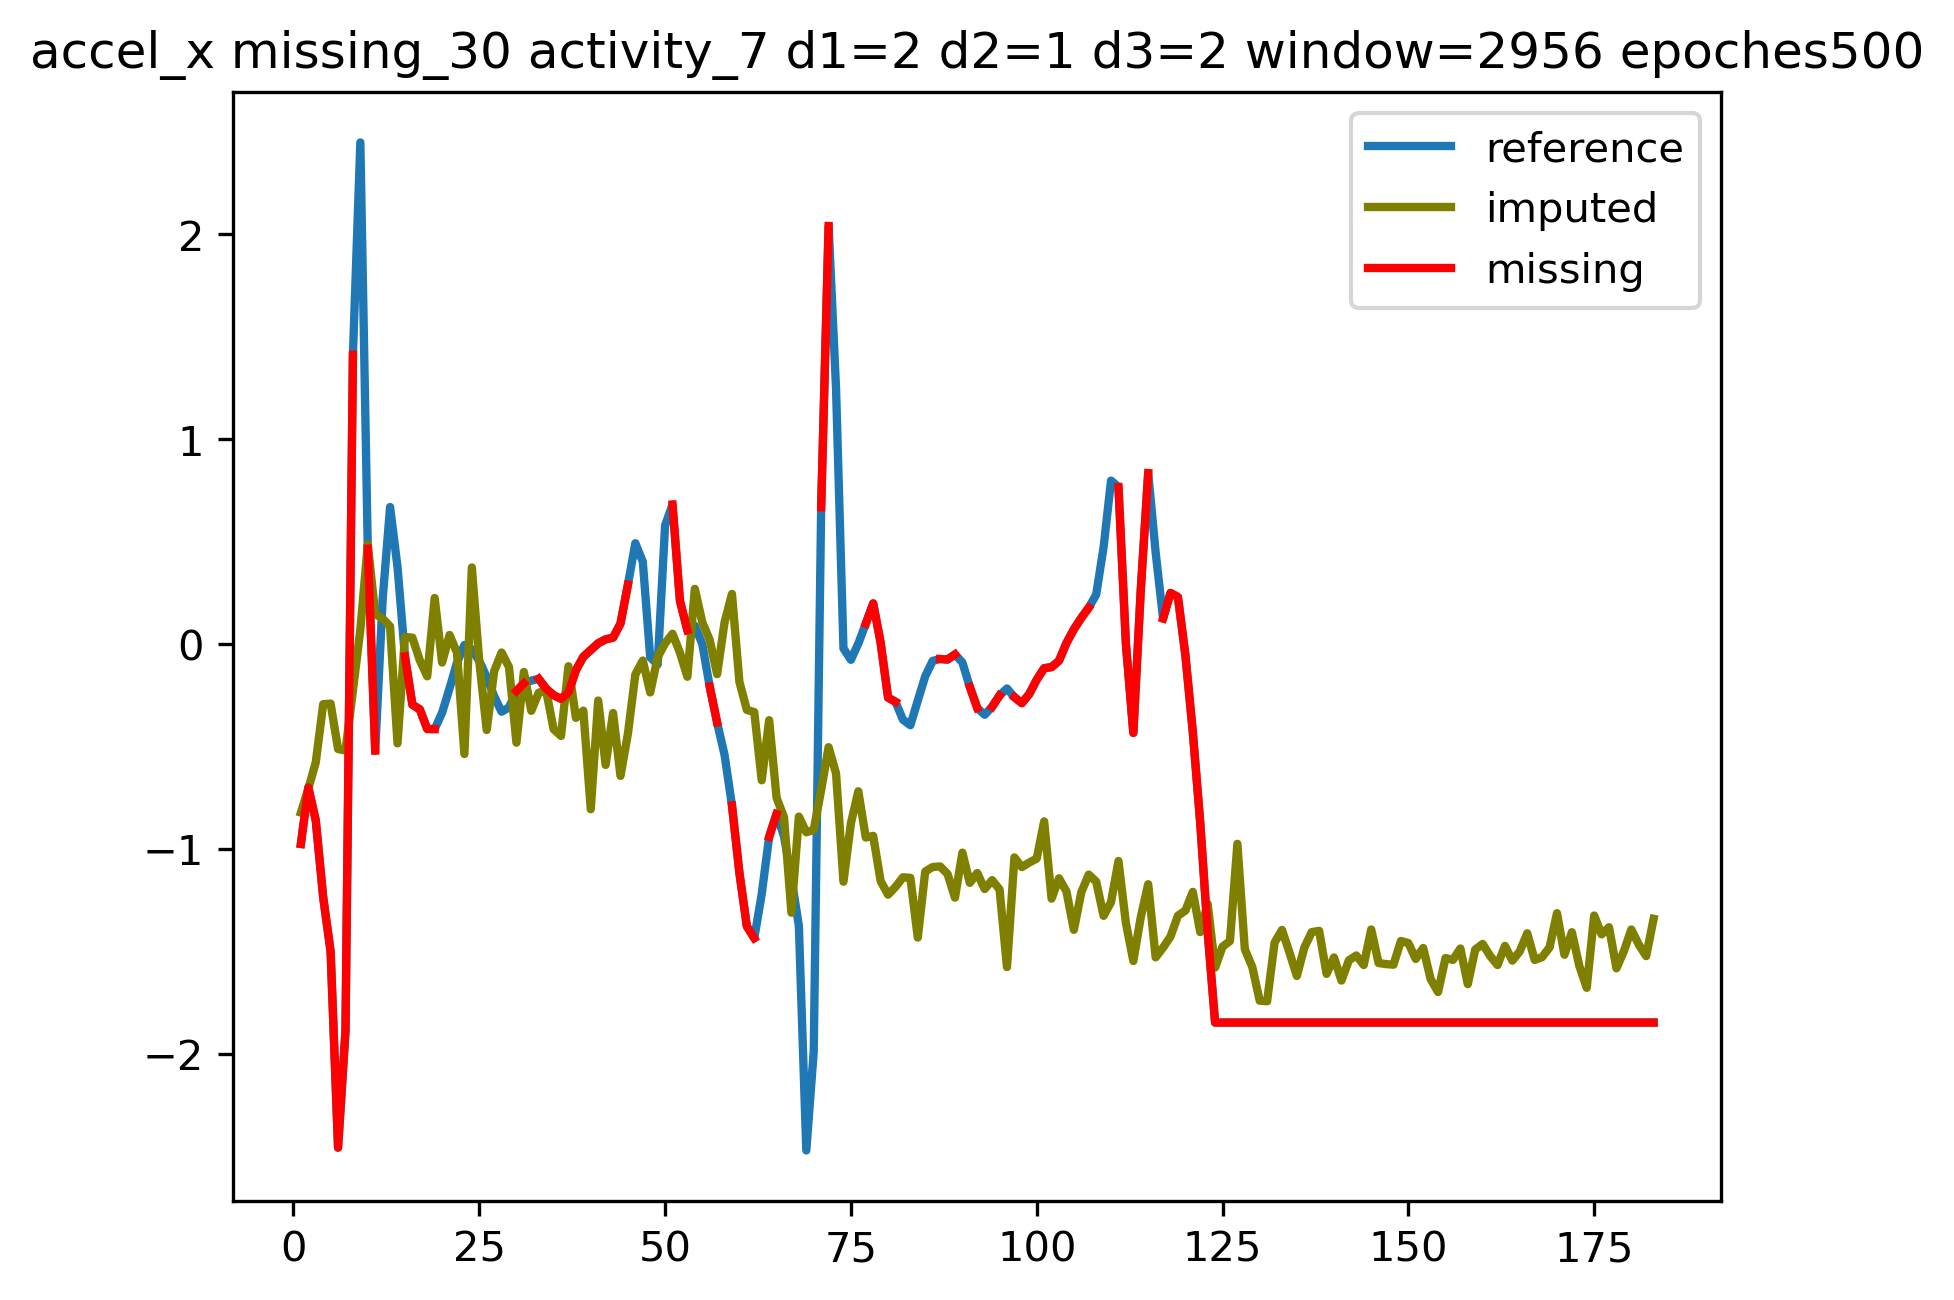 accel_x missing_30 activity_7 d1=2 d2=1 d3=2 window=2956 epoches500
reference
imputed
missing
2
1
0
−1
−2
0 25 50 75 100 125 150 175